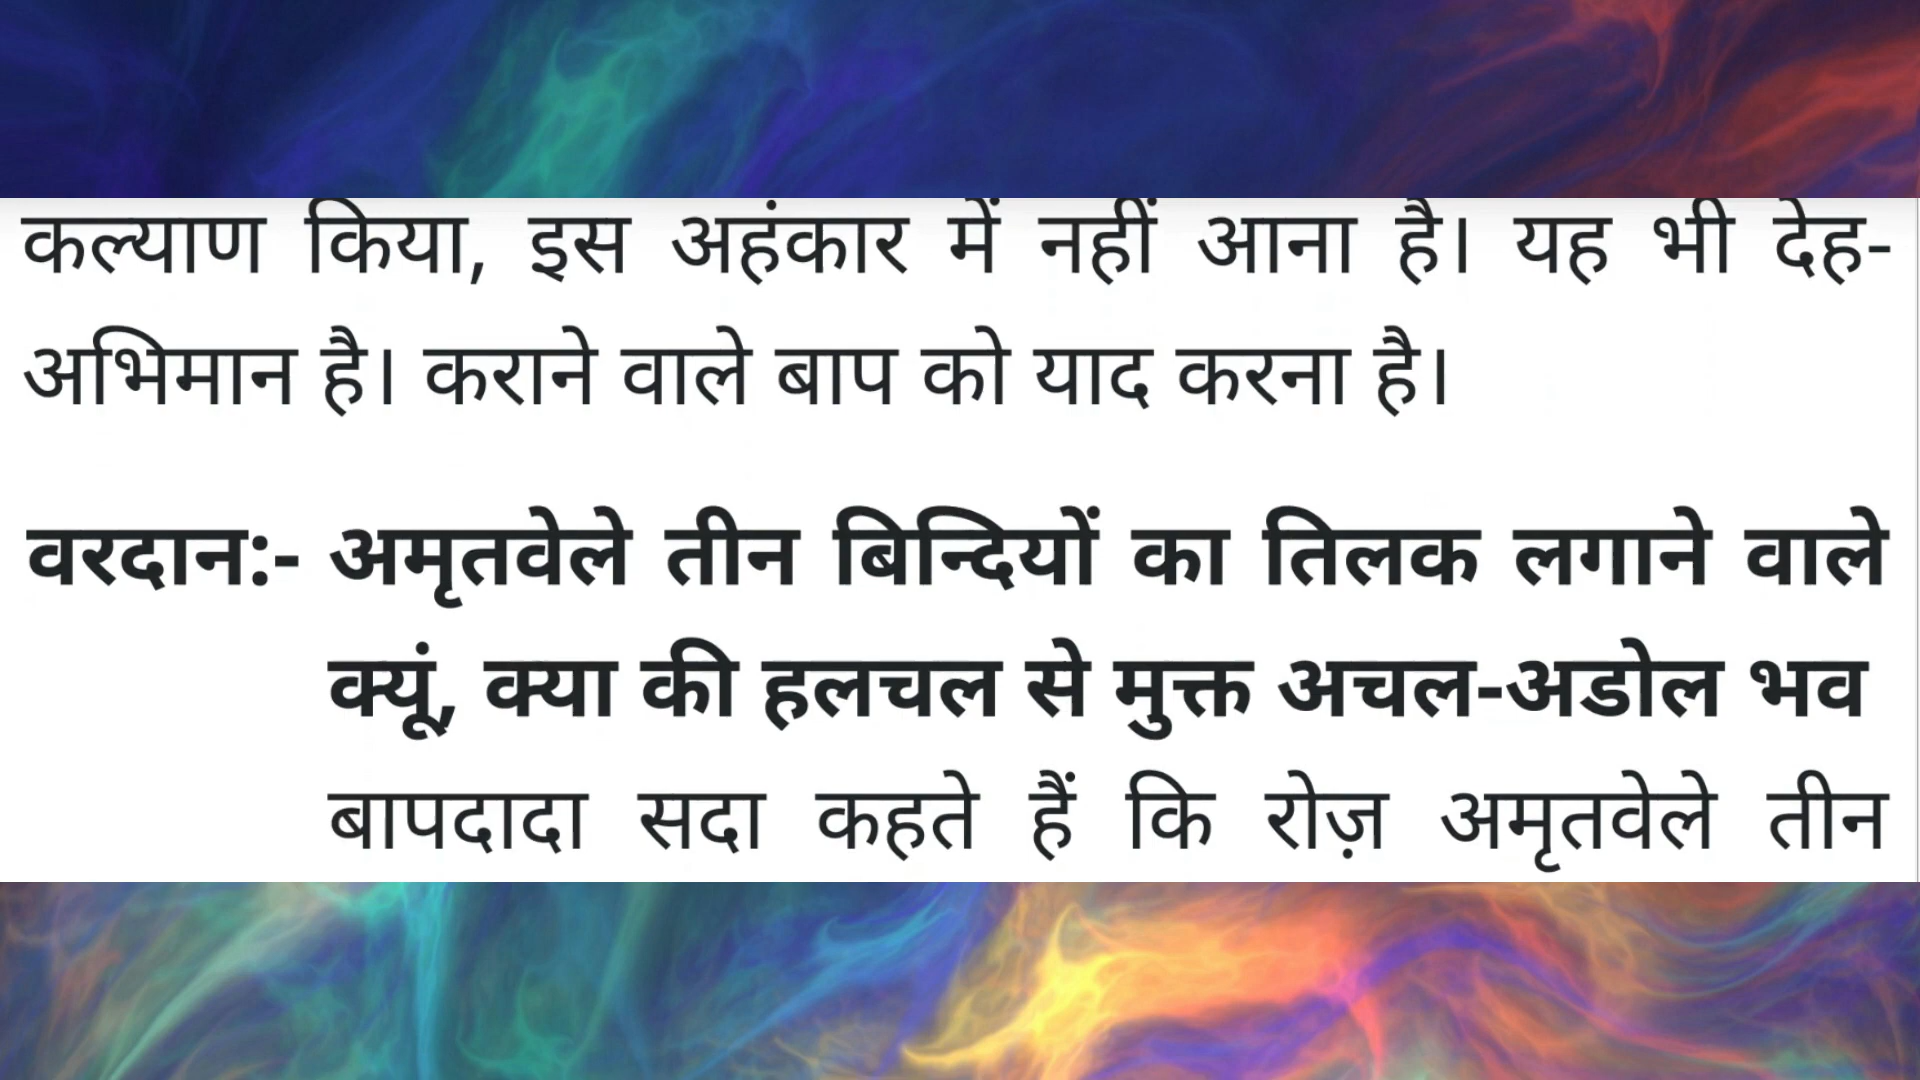 कल्याण किया, इस अहंकार में नहीं आना है। यह भी देह-
अभिमान है। कराने वाले बाप को याद करना है।
वरदान:- अमृतवेले तीन बिन्दियों का तिलक लगाने वाले
क्यूं, क्या की हलचल से मुक्त अचल-अडोल भव
बापदादा सदा कहते हैं कि रोज़ अमृतवेले तीन